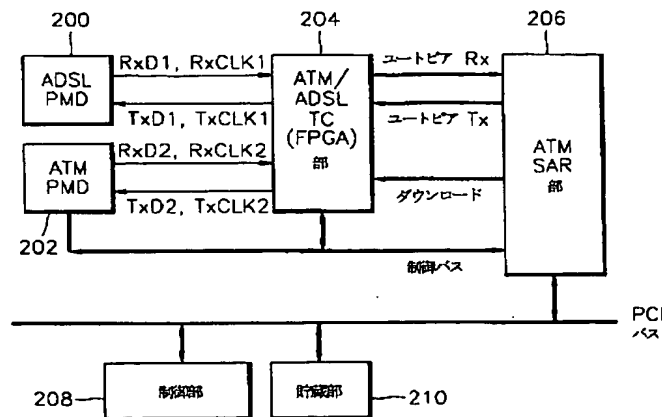 200
204
206
ADSL
PMD
RxD1, RxCLK1
TxD1, TxCLK1
ATM
PMD
RxD2, RxCLK2
TxD2, TxCLK2
202
ATM/
ADSL
TC
(FPGA)
部
ユートピア Rx
ユートピア Tx
ダウンロード
制御バス
ATM
SAR
部
PCI
バス
制御部
208
貯蔵部
210